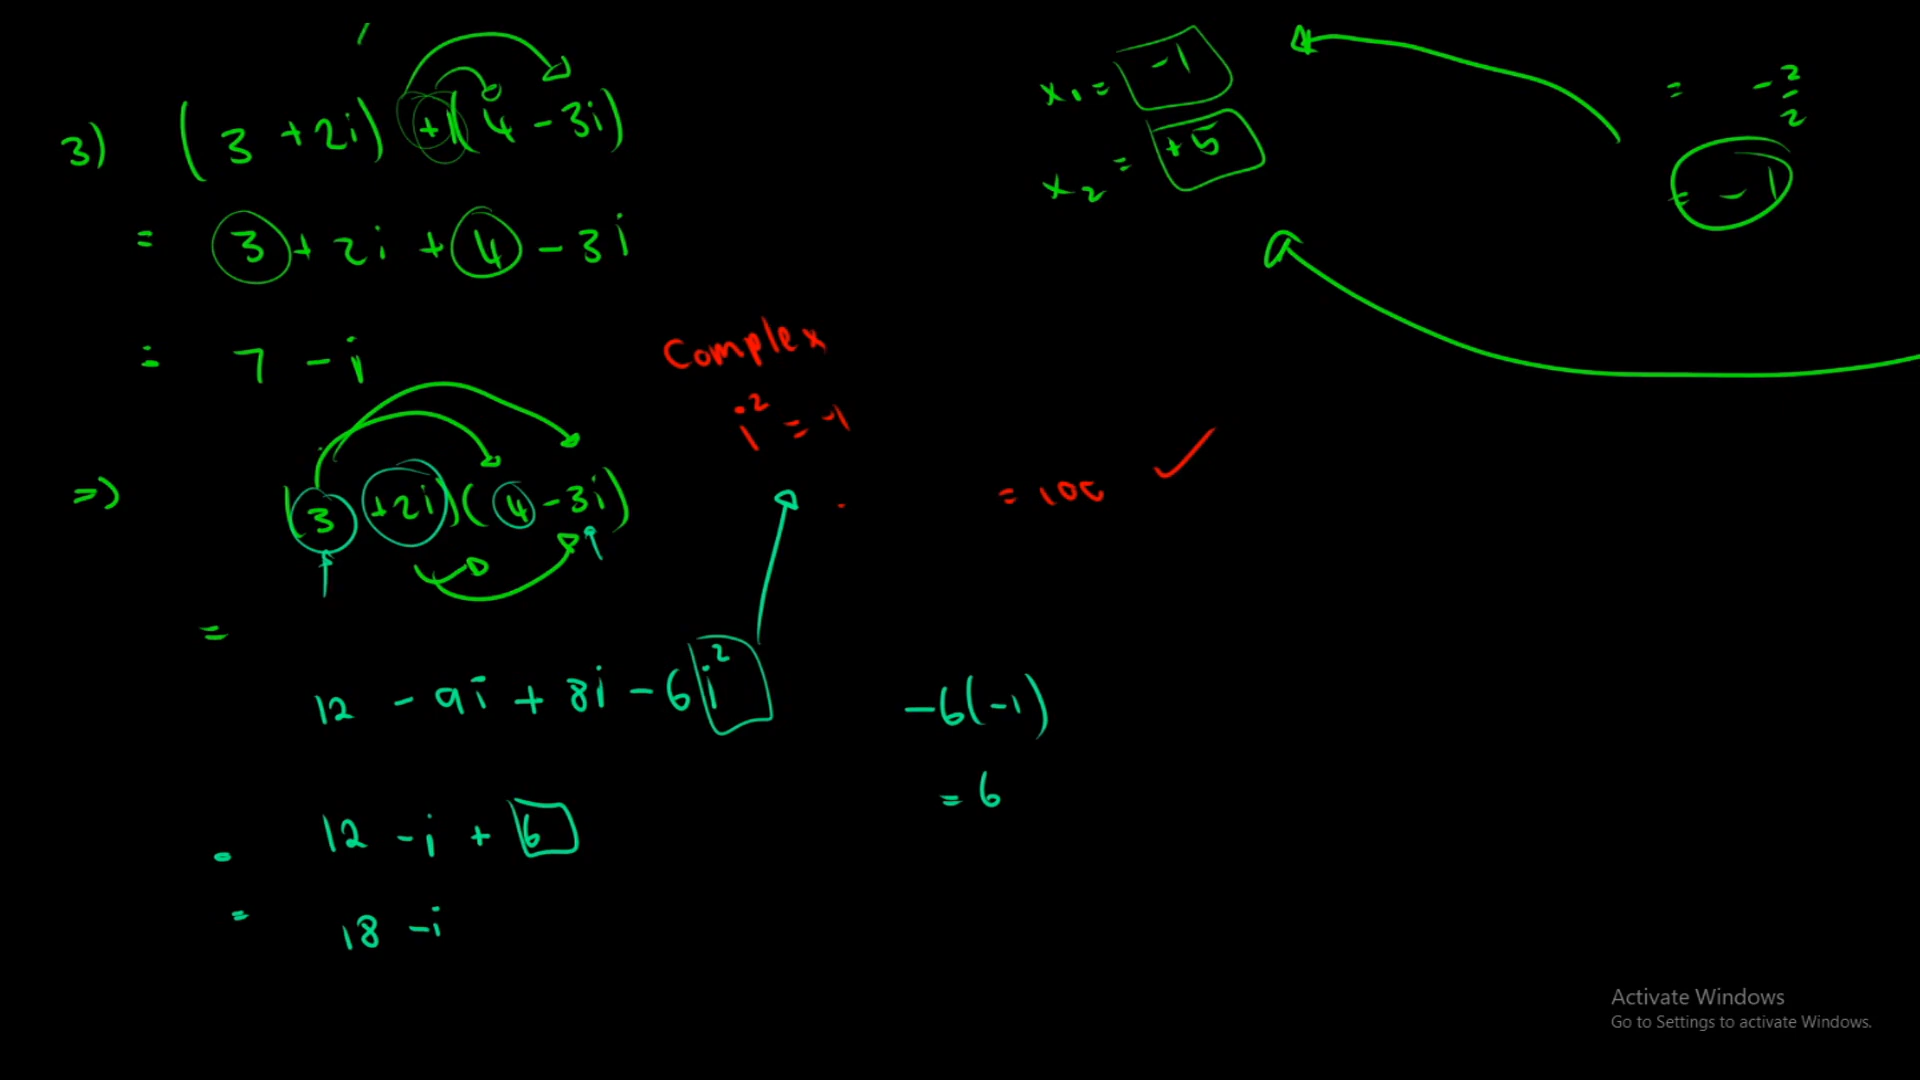 3) (3 + 2i) +1(4 - 3i)
= 3 + 2i + 4 - 3i
= 7 - i
x₁ = -1
x₂ = +5
= -2/2
= -1
Complex
i² = -1
=> (3 + 2i)(4 - 3i)
= 100
=
12 - 9i + 8i - 6i²
-6(-1)
= 6
= 12 - i + 6
= 18 - i
Activate Windows
Go to Settings to activate Windows.